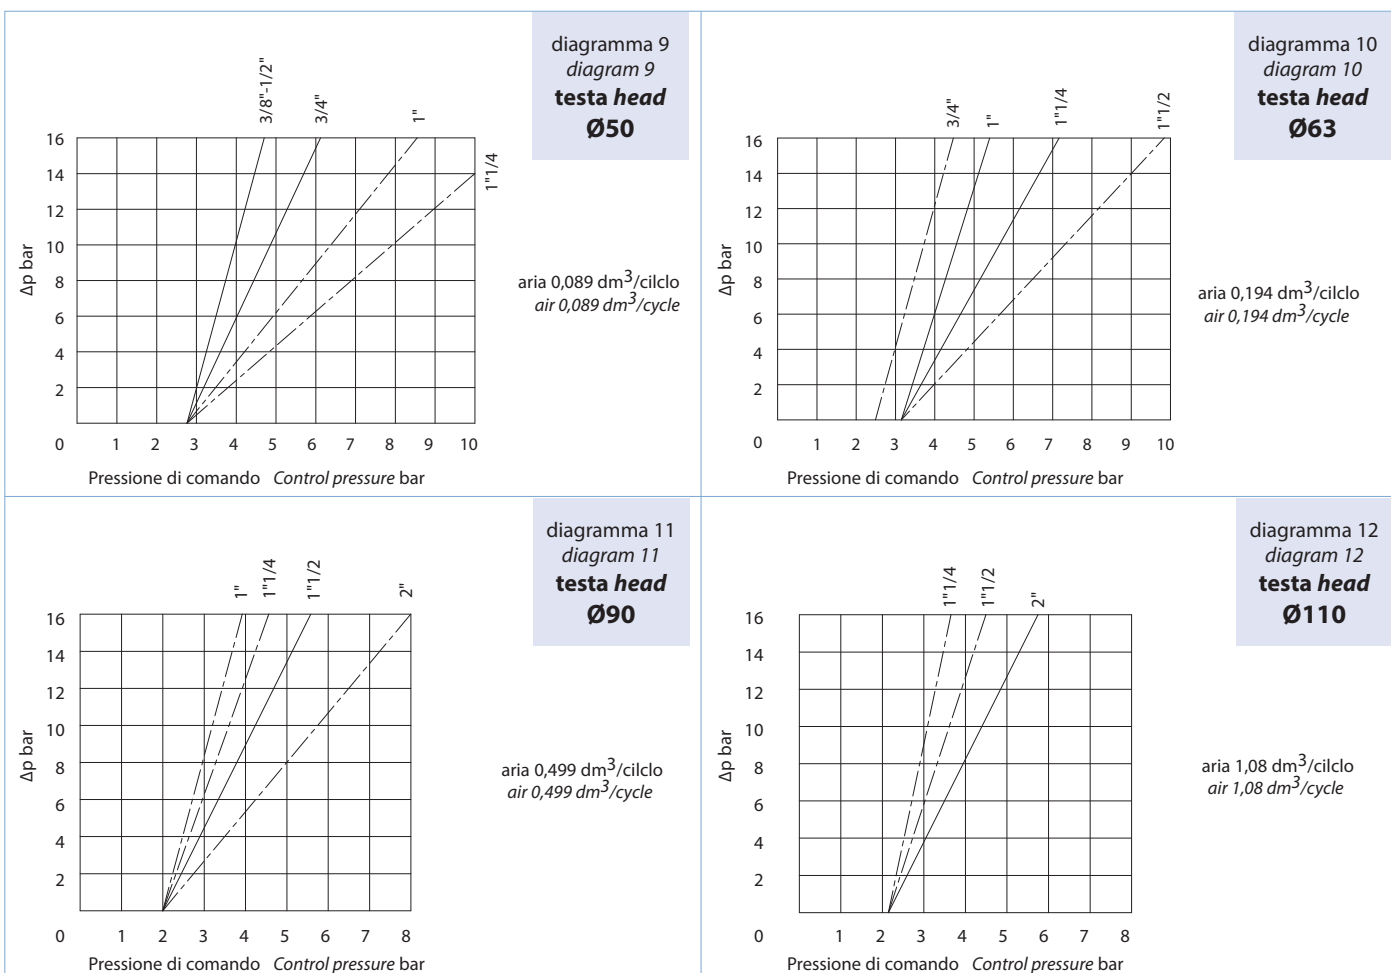 diagramma 9
diagram 9
testa head
Ø50
3/8"-1/2"
3/4"
1"
1"1/4
16
14
12
10
8
6
4
2
Δp bar
0 1 2 3 4 5 6 7 8 9 10
Pressione di comando Control pressure bar
aria 0,089 dm³/cilclo
air 0,089 dm³/cycle
diagramma 10
diagram 10
testa head
Ø63
3/4"
1"
1"1/4
1"1/2
16
14
12
10
8
6
4
2
Δp bar
0 1 2 3 4 5 6 7 8 9 10
Pressione di comando Control pressure bar
aria 0,194 dm³/cilclo
air 0,194 dm³/cycle
diagramma 11
diagram 11
testa head
Ø90
1"
1"1/4
1"1/2
2"
16
14
12
10
8
6
4
2
Δp bar
0 1 2 3 4 5 6 7 8
Pressione di comando Control pressure bar
aria 0,499 dm³/cilclo
air 0,499 dm³/cycle
diagramma 12
diagram 12
testa head
Ø110
1"1/4
1"1/2
2"
16
14
12
10
8
6
4
2
Δp bar
0 1 2 3 4 5 6 7 8
Pressione di comando Control pressure bar
aria 1,08 dm³/cilclo
air 1,08 dm³/cycle